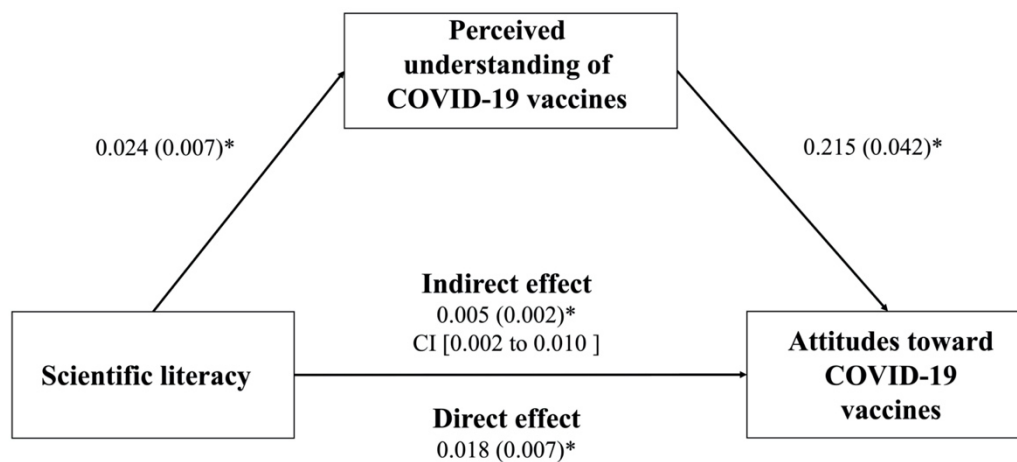 Perceived
understanding of
COVID-19 vaccines
0.024 (0.007)*
0.215 (0.042)*
Indirect effect
0.005 (0.002)*
CI [0.002 to 0.010 ]
Scientific literacy
Attitudes toward
COVID-19
vaccines
Direct effect
0.018 (0.007)*